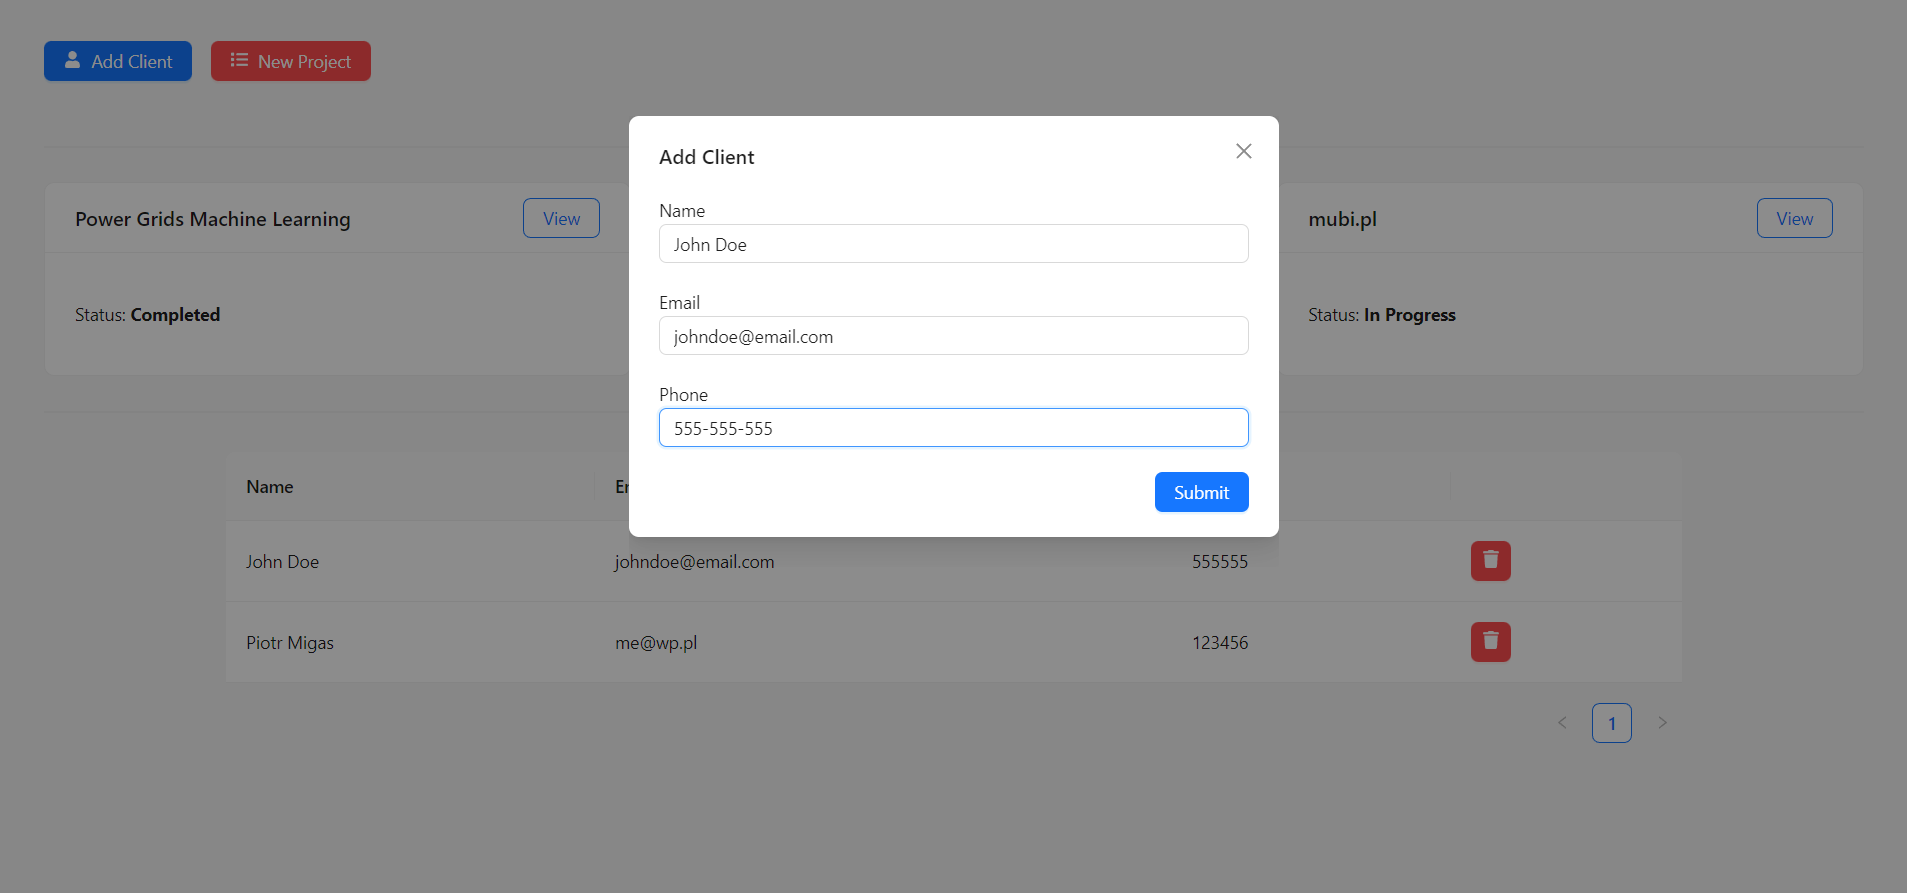 Add Client
New Project
Add Client
Name
John Doe
Email
johndoe@email.com
Phone
555-555-555
Submit
Power Grids Machine Learning
View
Status: Completed
mubi.pl
View
Status: In Progress
Name
John Doe johndoe@email.com 555555
Piotr Migas me@wp.pl 123456
< 1 >